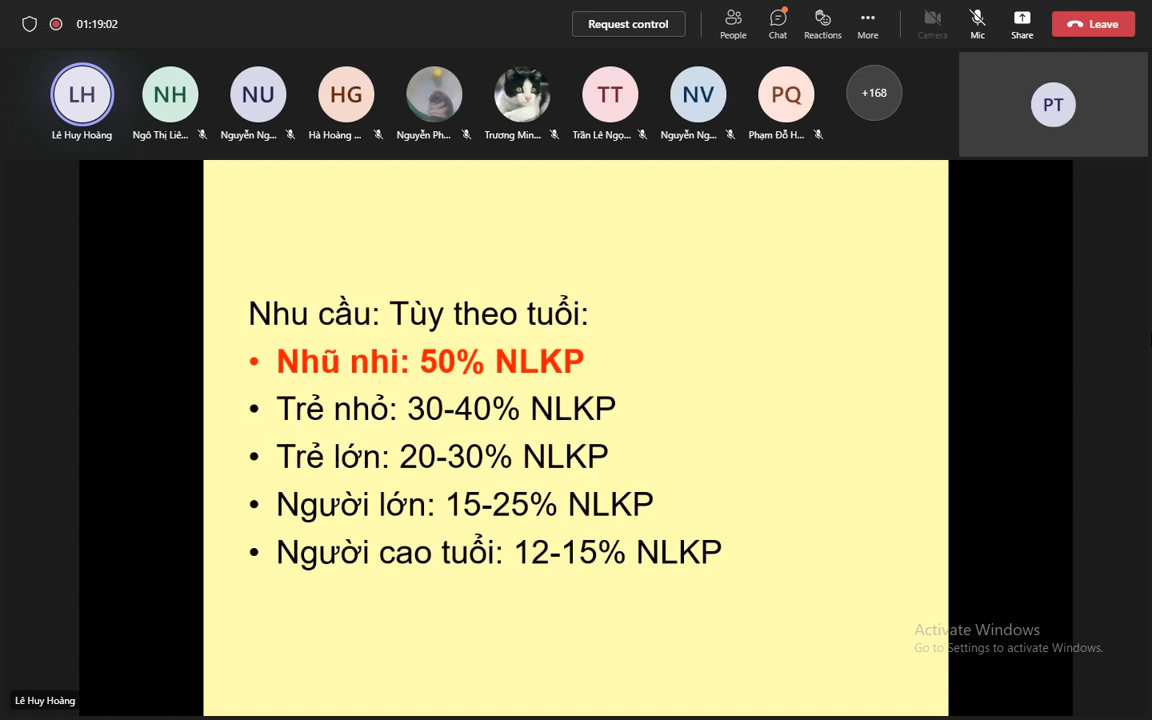 01:19:02
Request control
People
Chat
Reactions
More
Camera
Mic
Share
Leave
LH
NH
NU
HG
TT
NV
PQ
+168
PT
Lê Huy Hoàng
Ngô Thị Liê...
Nguyễn Ng...
Hà Hoàng ...
Nguyễn Ph...
Trương Min...
Trần Lê Ngọ...
Nguyễn Ng...
Phạm Đỗ H...
Nhu cầu: Tùy theo tuổi:
• Nhũ nhi: 50% NLKP
• Trẻ nhỏ: 30-40% NLKP
• Trẻ lớn: 20-30% NLKP
• Người lớn: 15-25% NLKP
• Người cao tuổi: 12-15% NLKP
Activate Windows
Go to Settings to activate Windows.
Lê Huy Hoàng